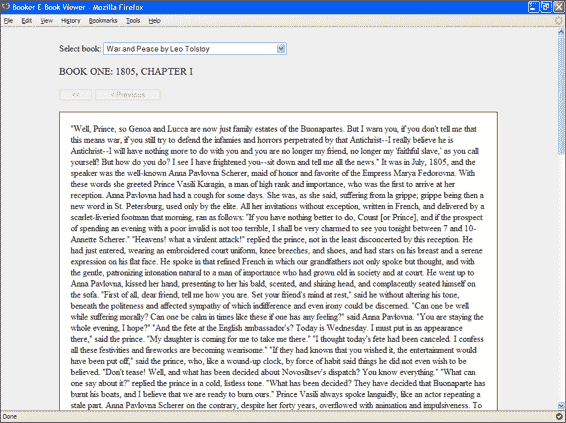 Booker E-Book Viewer - Mozilla Firefox
File Edit View History Bookmarks Tools Help
Select book: War and Peace by Leo Tolstoy
BOOK ONE: 1805, CHAPTER I
<< < Previous
"Well, Prince, so Genoa and Lucca are now just family estates of the Buonapartes. But I warn you, if you don't tell me that
this means war, if you still try to defend the infamies and horrors perpetrated by that Antichrist--I really believe he is
Antichrist--I will have nothing more to do with you and you are no longer my friend, no longer my 'faithful slave,' as you call
yourself! But how do you do? I see I have frightened you--sit down and tell me all the news." It was in July, 1805, and the
speaker was the well-known Anna Pavlovna Scherer, maid of honor and favorite of the Empress Marya Fedorovna. With
these words she greeted Prince Vasili Kuragin, a man of high rank and importance, who was the first to arrive at her
reception. Anna Pavlovna had had a cough for some days. She was, as she said, suffering from la grippe; grippe being then a
new word in St. Petersburg, used only by the elite. All her invitations without exception, written in French, and delivered by a
scarlet-liveried footman that morning, ran as follows: "If you have nothing better to do, Count [or Prince], and if the prospect
of spending an evening with a poor invalid is not too terrible, I shall be very charmed to see you tonight between 7 and 10-
Annette Scherer." "Heavens! what a virulent attack!" replied the prince, not in the least disconcerted by this reception. He
had just entered, wearing an embroidered court uniform, knee breeches, and shoes, and had stars on his breast and a serene
expression on his flat face. He spoke in that refined French in which our grandfathers not only spoke but thought, and with
the gentle, patronizing intonation natural to a man of importance who had grown old in society and at court. He went up to
Anna Pavlovna, kissed her hand, presenting to her his bald, scented, and shining head, and complacently seated himself on
the sofa. "First of all, dear friend, tell me how you are. Set your friend's mind at rest," said he without altering his tone,
beneath the politeness and affected sympathy of which indifference and even irony could be discerned. "Can one be well
while suffering morally? Can one be calm in times like these if one has any feeling?" said Anna Pavlovna. "You are staying the
whole evening, I hope?" "And the fete at the English ambassador's? Today is Wednesday. I must put in an appearance
there," said the prince. "My daughter is coming for me to take me there." "I thought today's fete had been canceled. I confess
all these festivities and fireworks are becoming wearisome." "If they had known that you wished it, the entertainment would
have been put off," said the prince, who, like a wound-up clock, by force of habit said things he did not even wish to be
believed. "Don't tease! Well, and what has been decided about Novosiltsev's dispatch? You know everything." "What can
one say about it?" replied the prince in a cold, listless tone. "What has been decided? They have decided that Buonaparte has
burnt his boats, and I believe that we are ready to burn ours." Prince Vasili always spoke languidly, like an actor repeating a
stale part. Anna Pavlovna Scherer on the contrary, despite her forty years, overflowed with animation and impulsiveness. To
Done